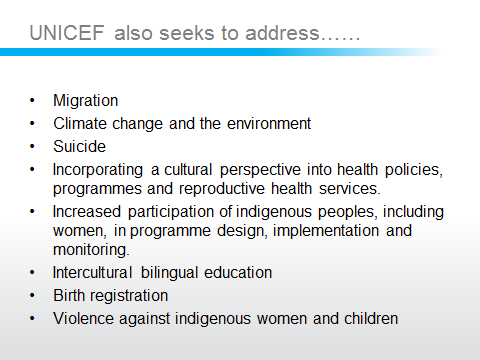 UNICEF also seeks to address……
• Migration
• Climate change and the environment
• Suicide
• Incorporating a cultural perspective into health policies,
programmes and reproductive health services.
• Increased participation of indigenous peoples, including
women, in programme design, implementation and
monitoring.
• Intercultural bilingual education
• Birth registration
• Violence against indigenous women and children